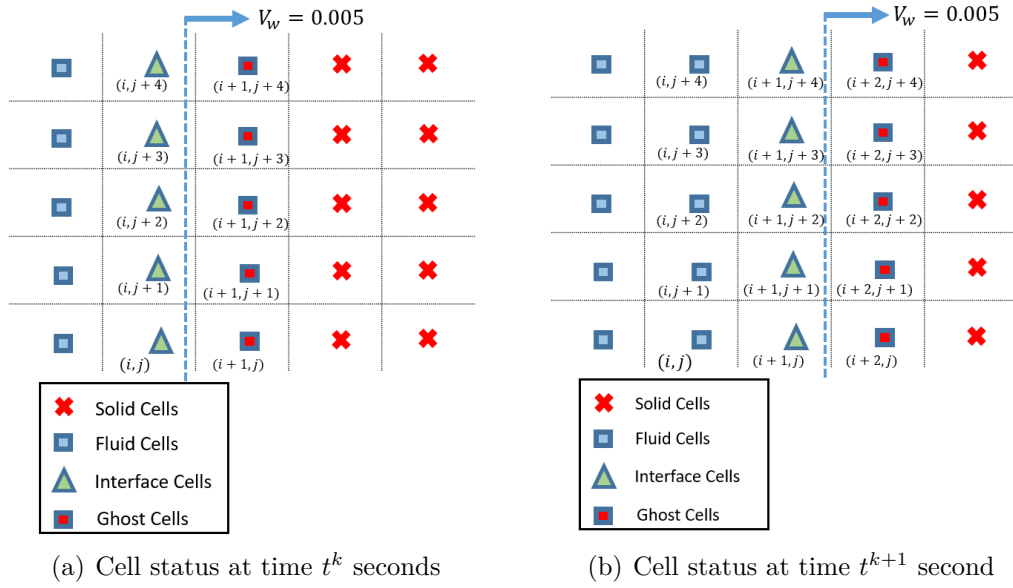 V_w = 0.005
(i, j + 4)
(i + 1, j + 4)
(i, j + 3)
(i + 1, j + 3)
(i, j + 2)
(i + 1, j + 2)
(i, j + 1)
(i + 1, j + 1)
(i, j)
(i + 1, j)
Solid Cells
Fluid Cells
Interface Cells
Ghost Cells
(a) Cell status at time t^k seconds
V_w = 0.005
(i, j + 4)
(i + 1, j + 4)
(i + 2, j + 4)
(i, j + 3)
(i + 1, j + 3)
(i + 2, j + 3)
(i, j + 2)
(i + 1, j + 2)
(i + 2, j + 2)
(i, j + 1)
(i + 1, j + 1)
(i + 2, j + 1)
(i, j)
(i + 1, j)
(i + 2, j)
Solid Cells
Fluid Cells
Interface Cells
Ghost Cells
(b) Cell status at time t^{k+1} second